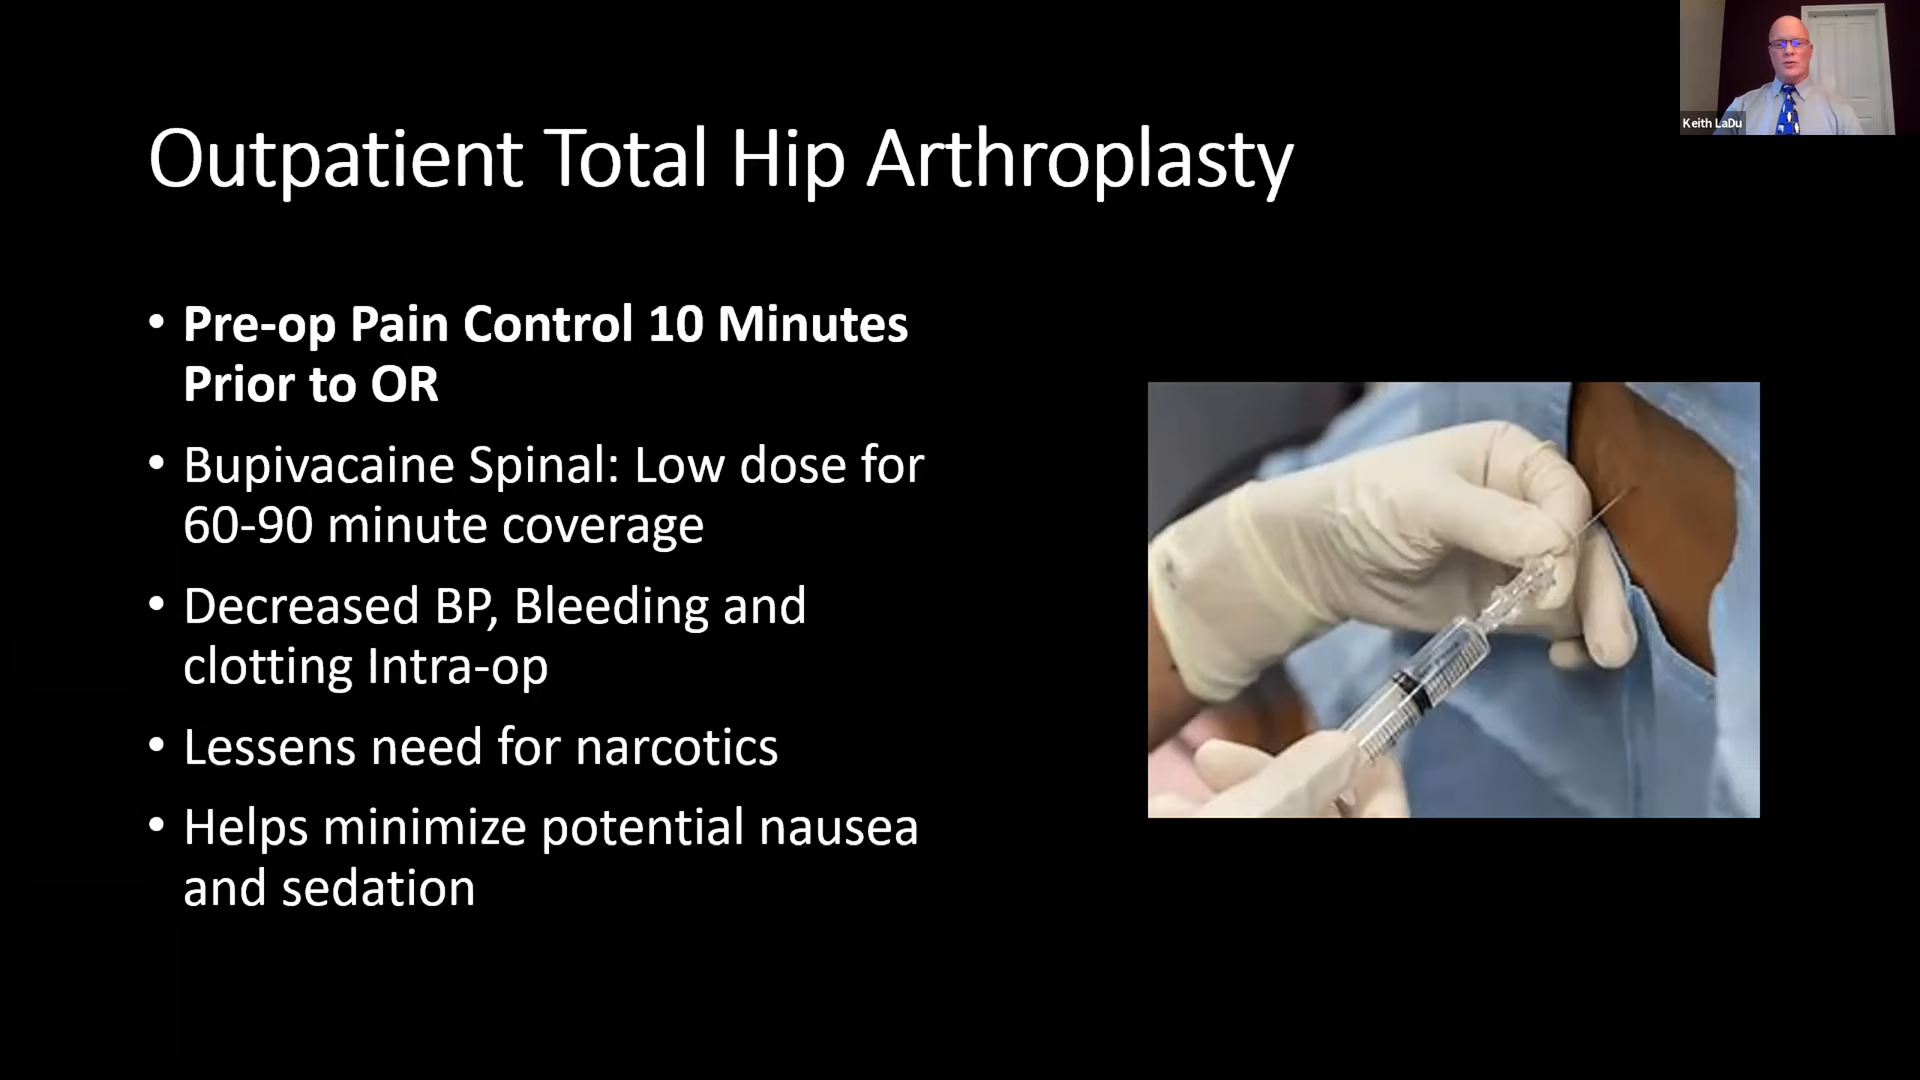 Keith LaDu
Outpatient Total Hip Arthroplasty
• Pre-op Pain Control 10 Minutes
Prior to OR
• Bupivacaine Spinal: Low dose for
60-90 minute coverage
• Decreased BP, Bleeding and
clotting Intra-op
• Lessens need for narcotics
• Helps minimize potential nausea
and sedation